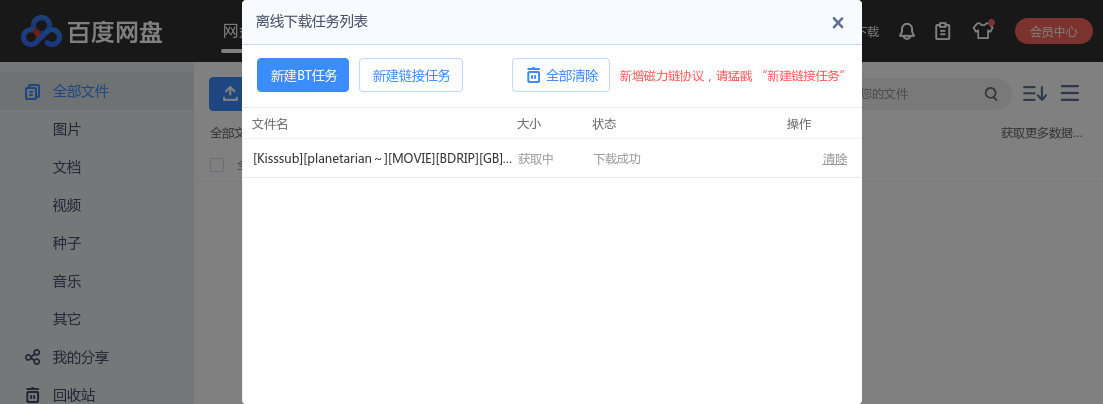 百度网盘
网
下载
会员中心
离线下载任务列表
新建BT任务
新建链接任务
全部清除
新增磁力链协议，请猛戳 “新建链接任务”
文件名
大小
状态
操作
[Kisssub][planetarian～][MOVIE][BDRIP][GB]...
获取中
下载成功
清除
全部文件
图片
文档
视频
种子
音乐
其它
我的分享
回收站
您的文件
全部文
获取更多数据...